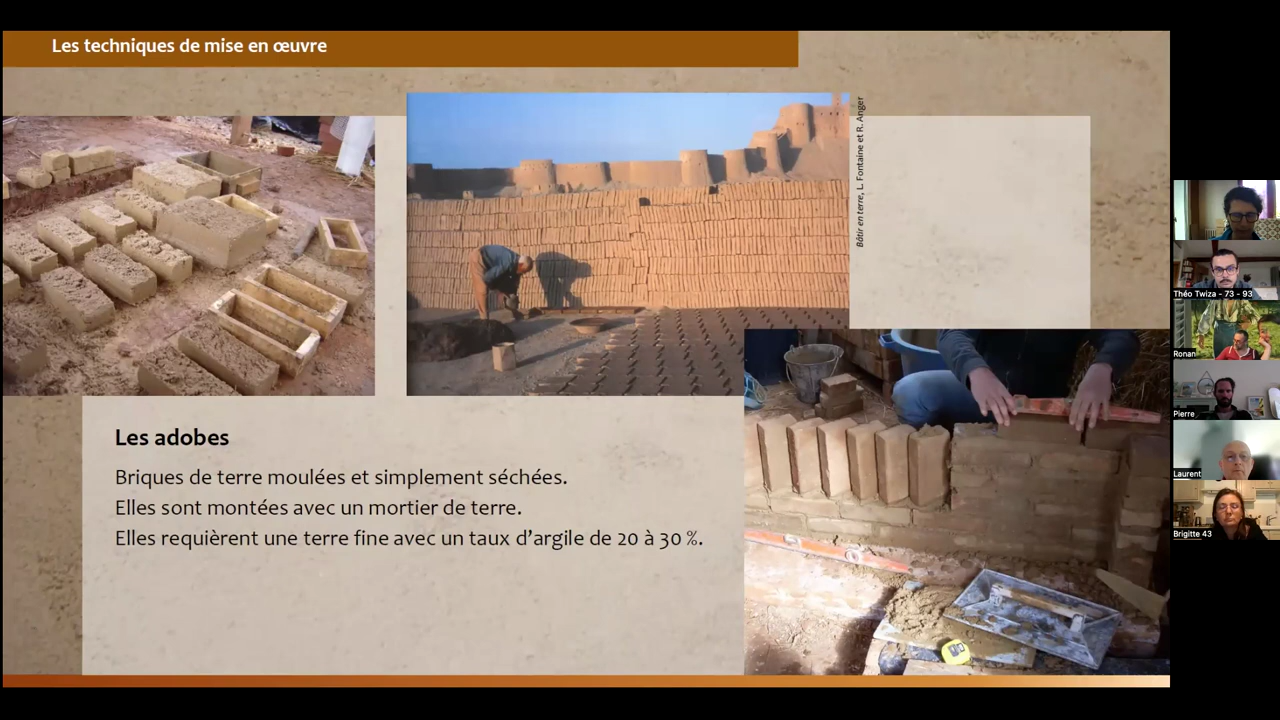 Les techniques de mise en œuvre
Bâtir en terre, L. Fontaine et R. Anger
Les adobes
Briques de terre moulées et simplement séchées.
Elles sont montées avec un mortier de terre.
Elles requièrent une terre fine avec un taux d’argile de 20 à 30 %.
Théo Twiza - 73 - 93
Ronan
Pierre
Laurent
Brigitte 43